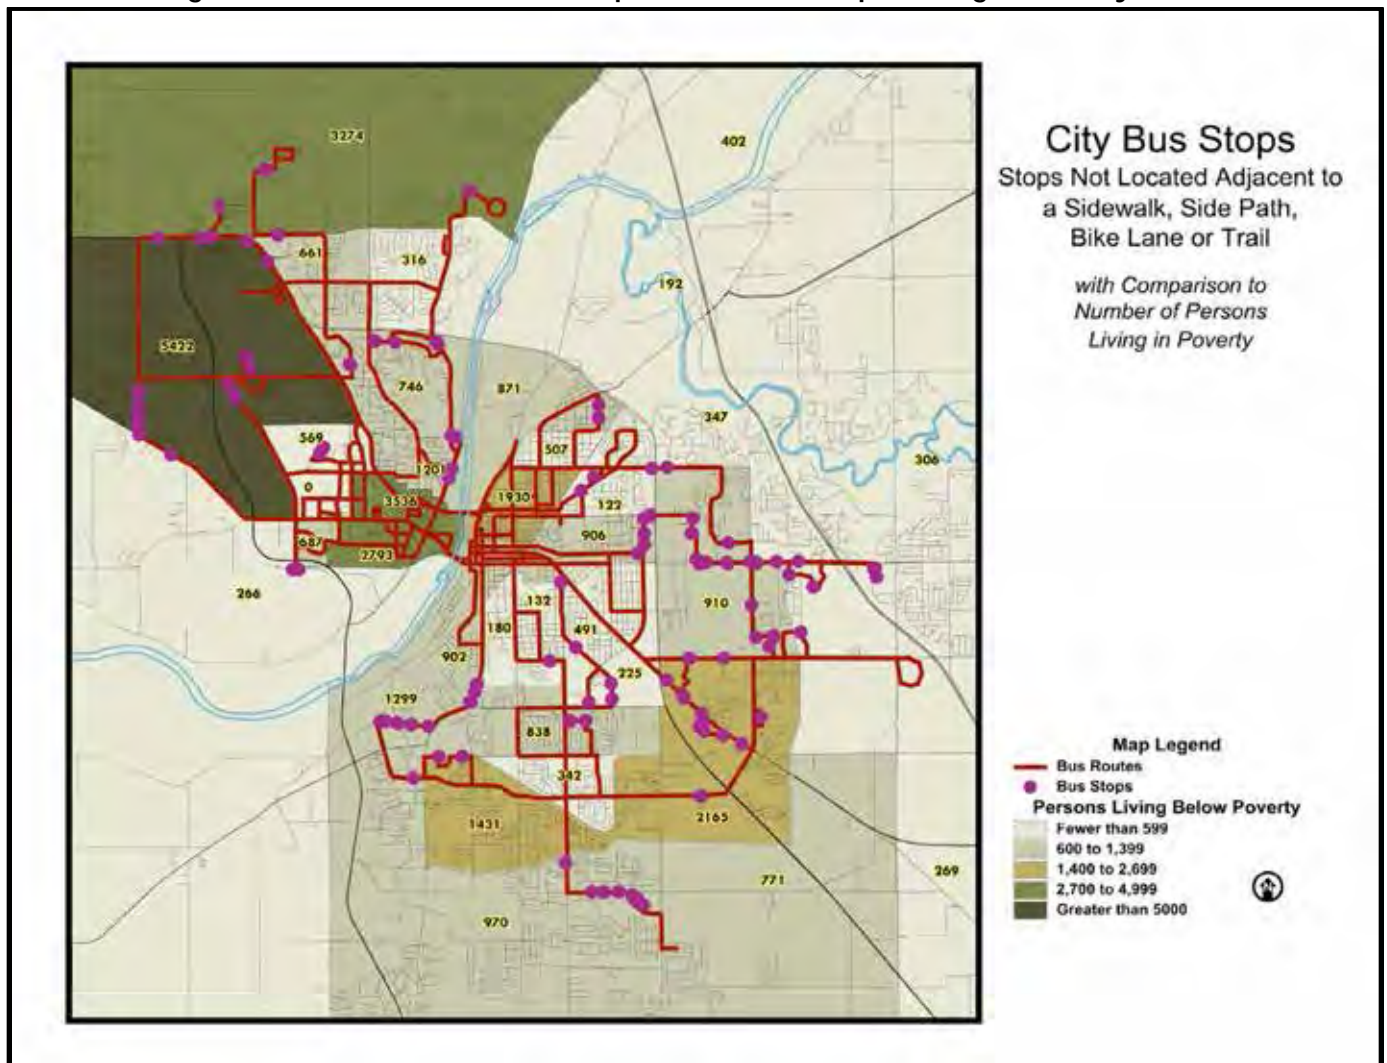 City Bus Stops
Stops Not Located Adjacent to
a Sidewalk, Side Path,
Bike Lane or Trail
with Comparison to
Number of Persons
Living in Poverty
3274
402
661
316
192
5422
746
871
347
569
507
306
1201
0
3536
1930
122
687
2793
906
266
132
910
180
491
902
225
1299
838
342
1431
2165
771
269
970
Map Legend
Bus Routes
Bus Stops
Persons Living Below Poverty
Fewer than 599
600 to 1,399
1,400 to 2,699
2,700 to 4,999
Greater than 5000